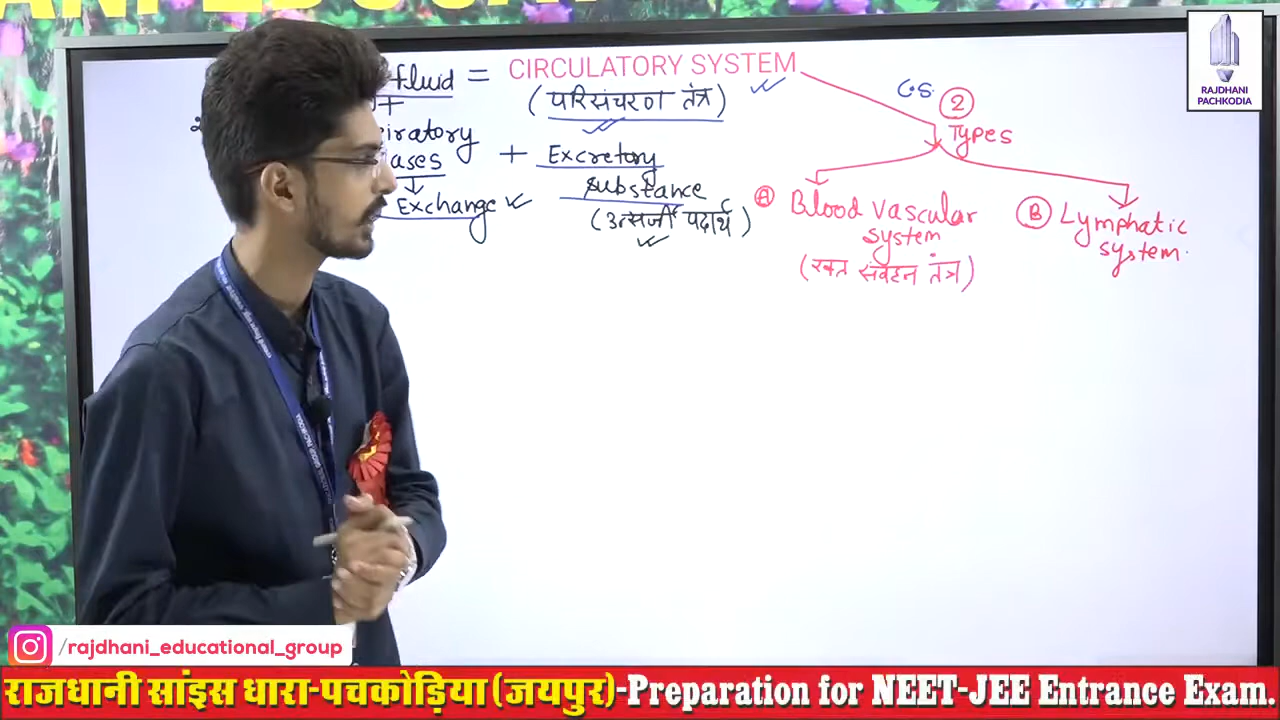 fluid = CIRCULATORY SYSTEM
(परिसंचरण तंत्र)
iratory
ases + Excretory
substance
Exchange
(उत्सर्जी पदार्थ)
C.S. 2
Types
A Blood vascular
system
(रक्त संवहन तंत्र)
B Lymphatic
system.
RAJDHANI
PACHKODIA
/rajdhani_educational_group
राजधानी साइंस धारा-पचकोड़िया (जयपुर)-Preparation for NEET-JEE Entrance Exam.